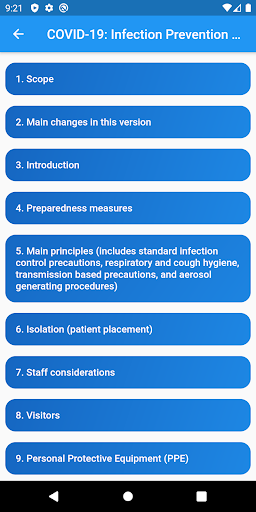 9:21
COVID-19: Infection Prevention ...
1. Scope
2. Main changes in this version
3. Introduction
4. Preparedness measures
5. Main principles (includes standard infection
control precautions, respiratory and cough hygiene,
transmission based precautions, and aerosol
generating procedures)
6. Isolation (patient placement)
7. Staff considerations
8. Visitors
9. Personal Protective Equipment (PPE)